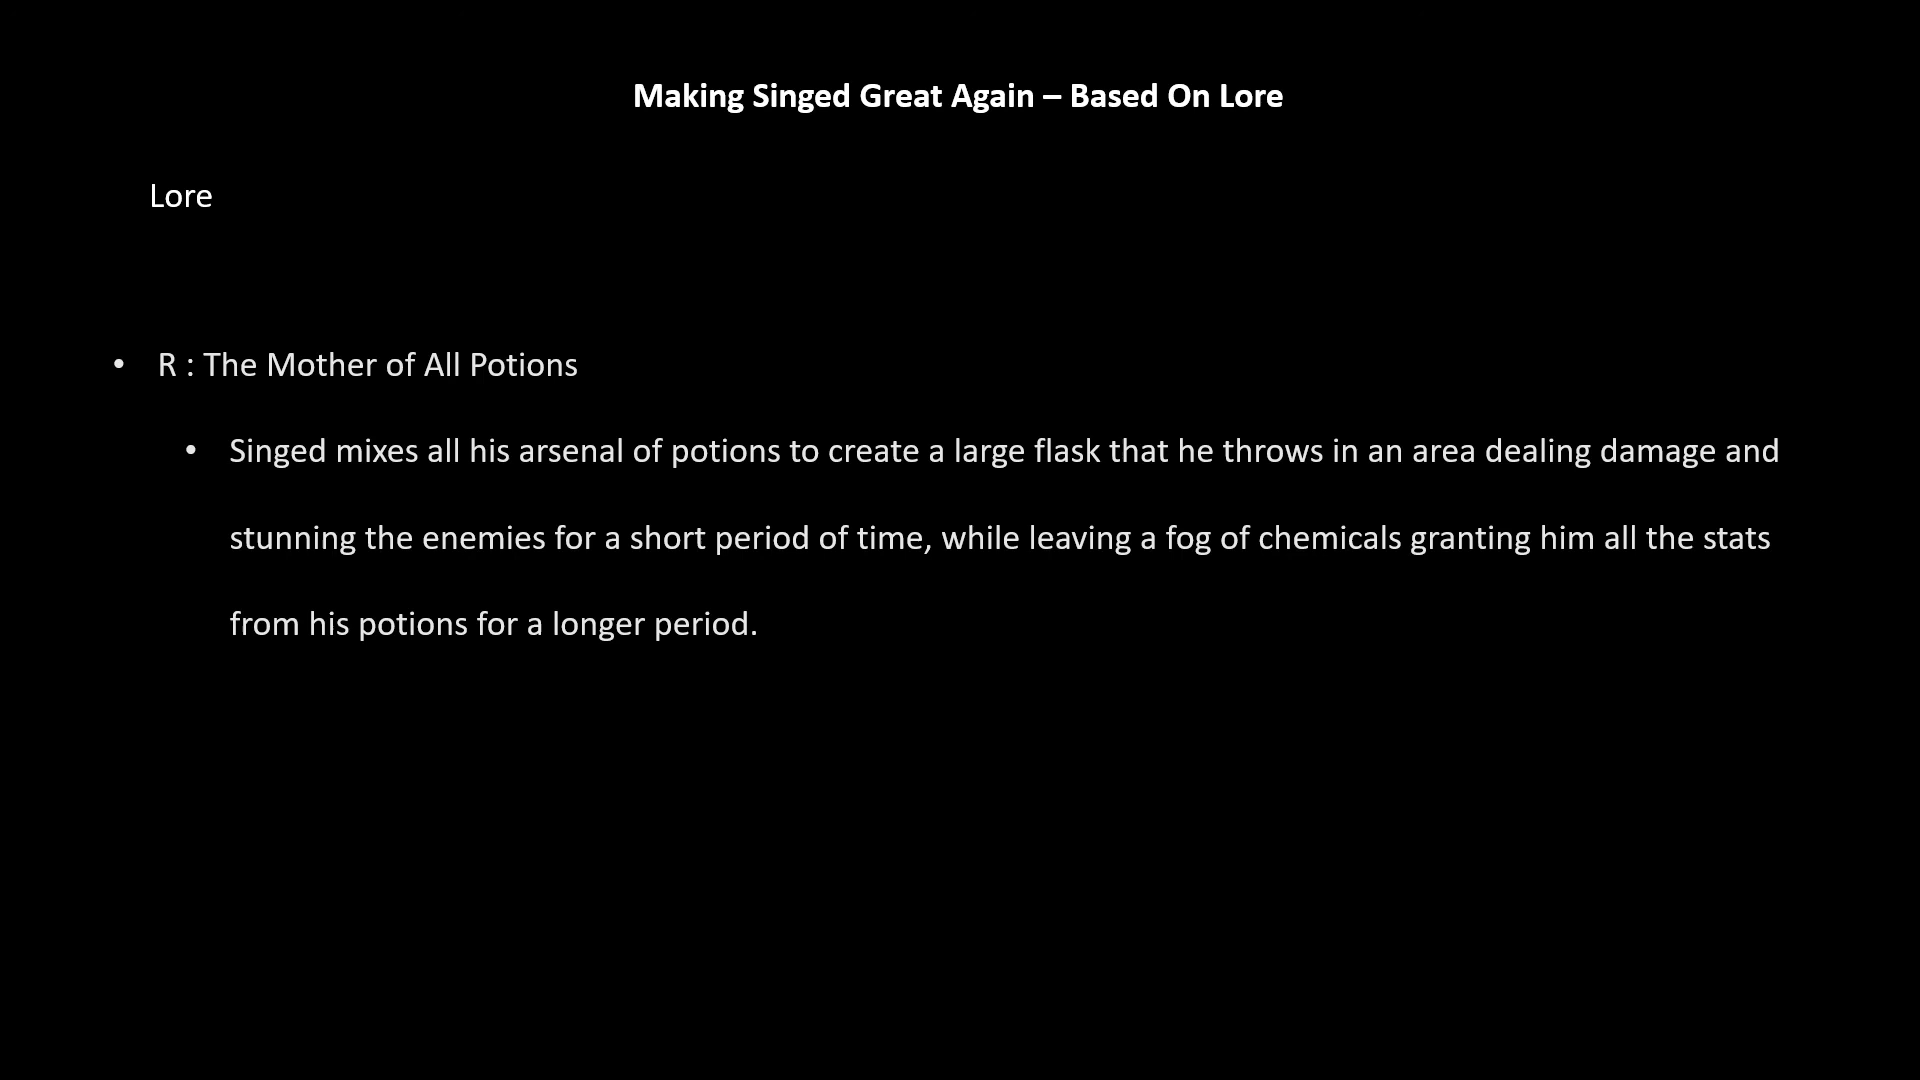 Making Singed Great Again – Based On Lore
Lore
• R : The Mother of All Potions
• Singed mixes all his arsenal of potions to create a large flask that he throws in an area dealing damage and
stunning the enemies for a short period of time, while leaving a fog of chemicals granting him all the stats
from his potions for a longer period.